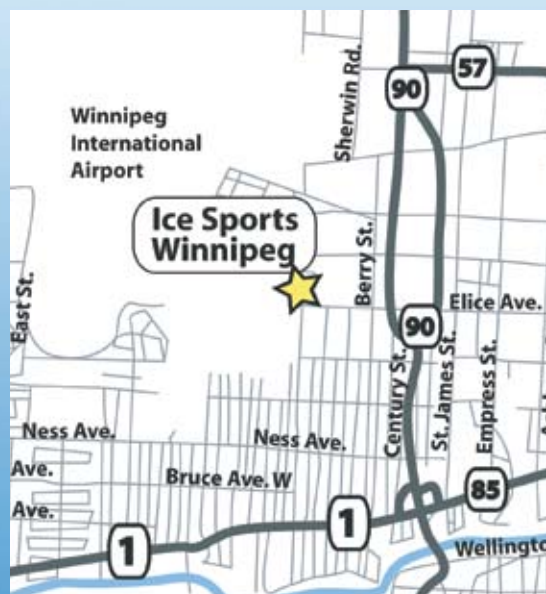 Sherwin Rd.
57
90
Winnipeg
International
Airport
Ice Sports
Winnipeg
Berry St.
East St.
Elice Ave.
90
Century St.
St. James St.
Empress St.
Ness Ave.
Ness Ave.
Ave.
Bruce Ave. W
85
Ave.
1
1
Wellingt